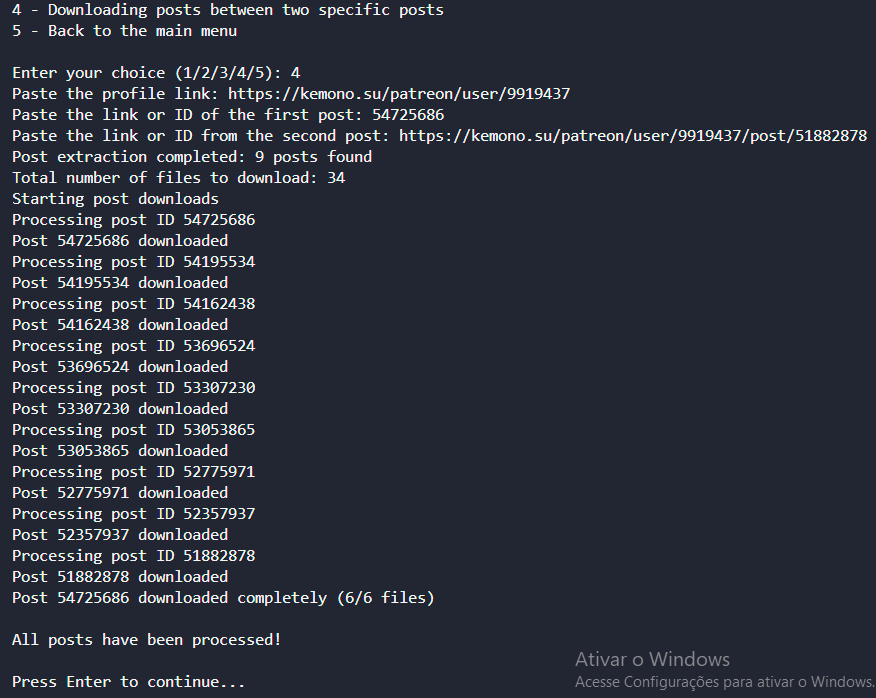 4 - Downloading posts between two specific posts
5 - Back to the main menu
Enter your choice (1/2/3/4/5): 4
Paste the profile link: https://kemono.su/patreon/user/9919437
Paste the link or ID of the first post: 54725686
Paste the link or ID from the second post: https://kemono.su/patreon/user/9919437/post/51882878
Post extraction completed: 9 posts found
Total number of files to download: 34
Starting post downloads
Processing post ID 54725686
Post 54725686 downloaded
Processing post ID 54195534
Post 54195534 downloaded
Processing post ID 54162438
Post 54162438 downloaded
Processing post ID 53696524
Post 53696524 downloaded
Processing post ID 53307230
Post 53307230 downloaded
Processing post ID 53053865
Post 53053865 downloaded
Processing post ID 52775971
Post 52775971 downloaded
Processing post ID 52357937
Post 52357937 downloaded
Processing post ID 51882878
Post 51882878 downloaded
Post 54725686 downloaded completely (6/6 files)
All posts have been processed!
Press Enter to continue...
Ativar o Windows
Acesse Configurações para ativar o Windows.